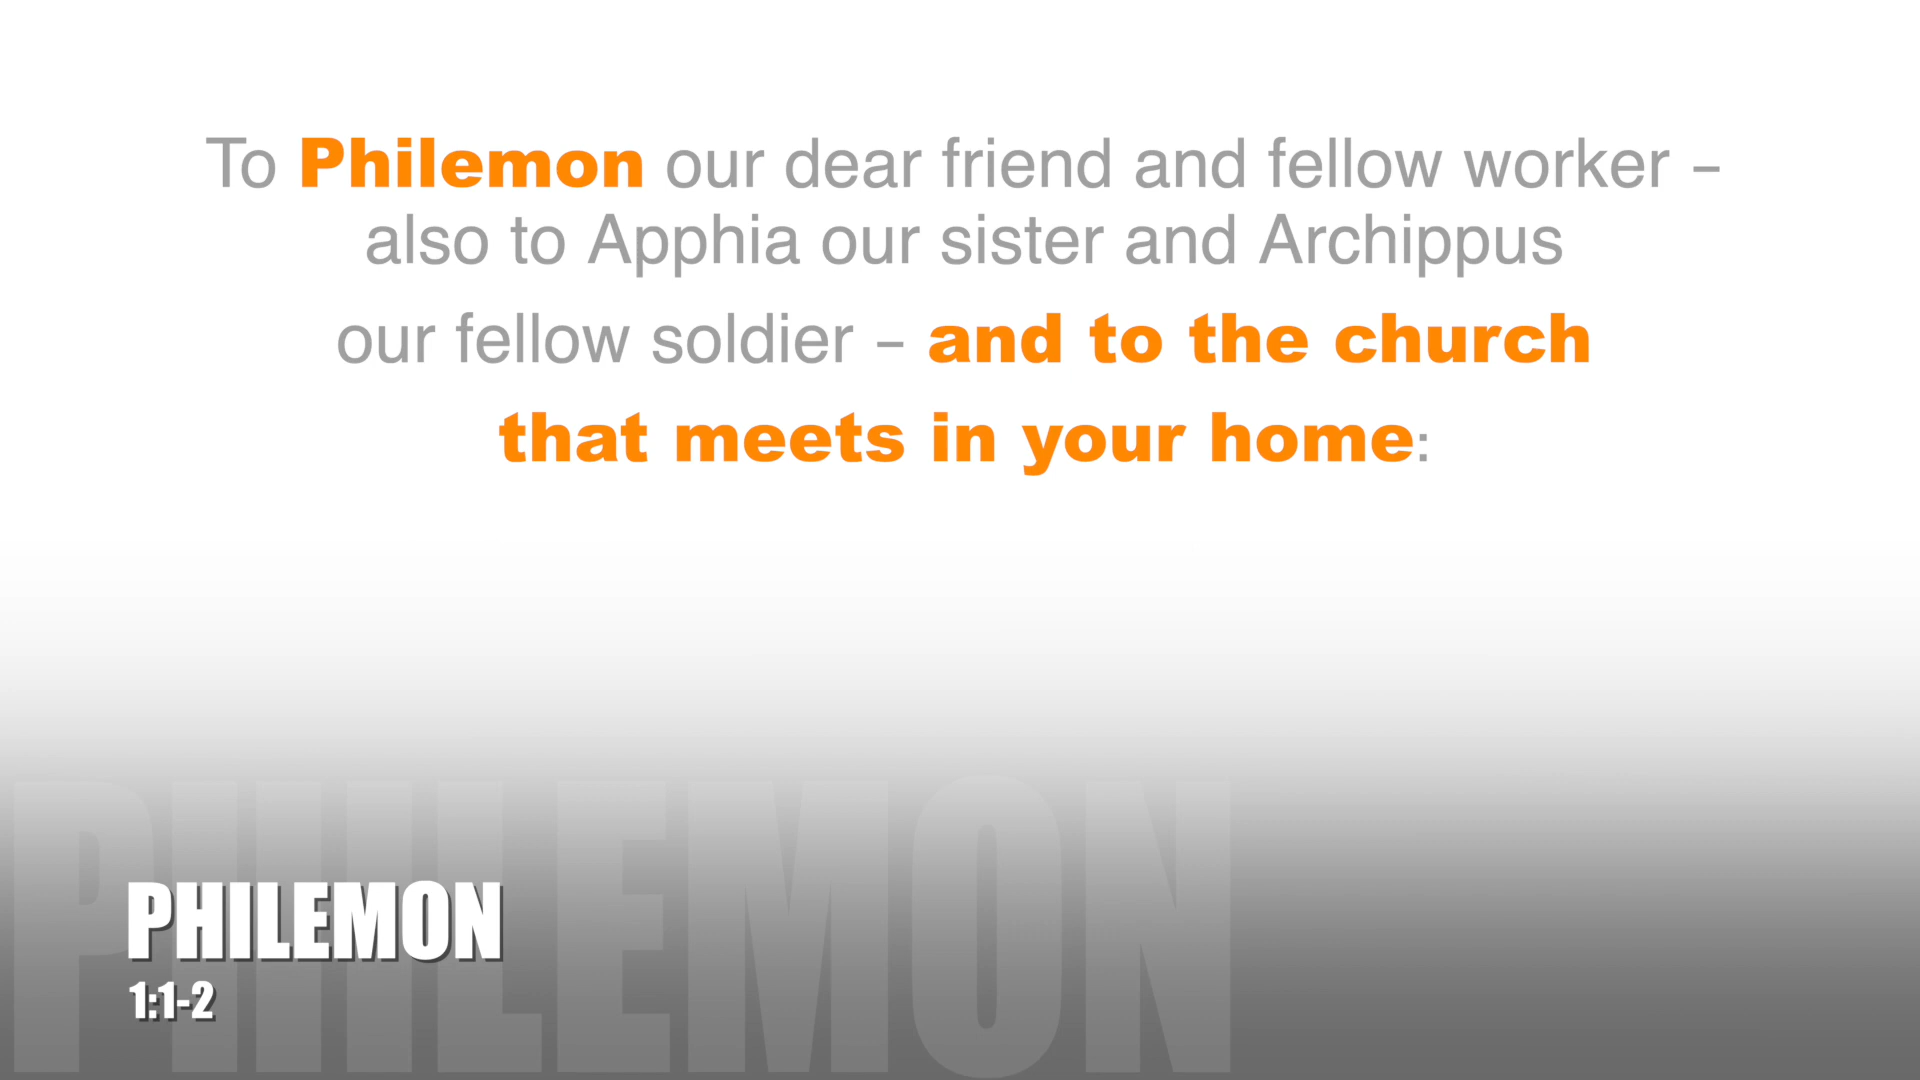 To Philemon our dear friend and fellow worker –
also to Apphia our sister and Archippus
our fellow soldier – and to the church
that meets in your home:
PHILEMON
PHILEMON
1:1-2